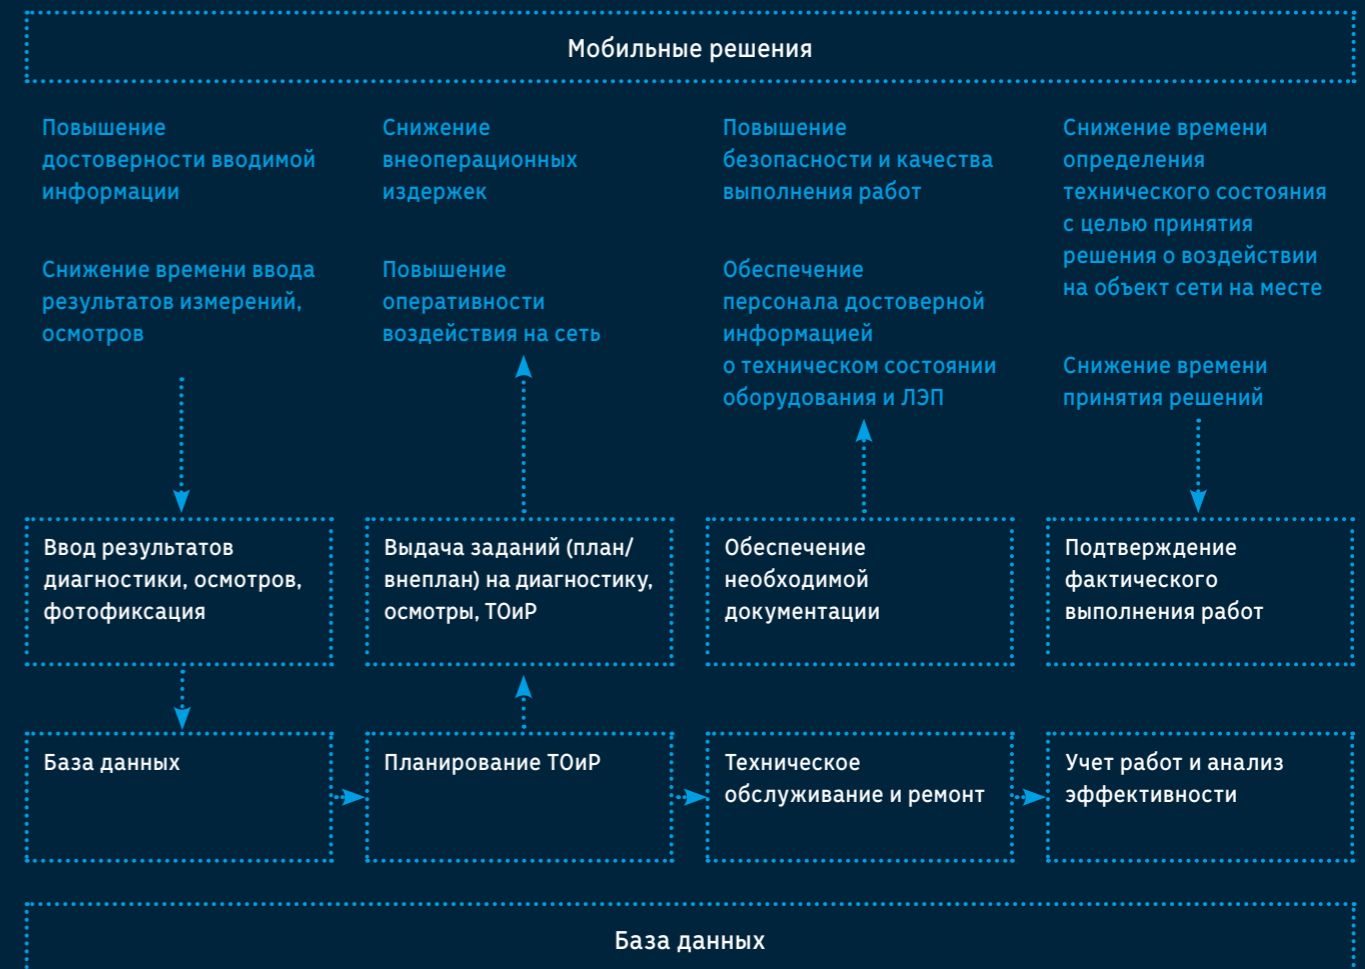 Мобильные решения
Повышение
достоверности вводимой
информации
Снижение времени ввода
результатов измерений,
осмотров
Снижение
внеоперационных
издержек
Повышение
оперативности
воздействия на сеть
Повышение
безопасности и качества
выполнения работ
Обеспечение
персонала достоверной
информацией
о техническом состоянии
оборудования и ЛЭП
Снижение времени
определения
технического состояния
с целью принятия
решения о воздействии
на объект сети на месте
Снижение времени
принятия решений
Ввод результатов
диагностики, осмотров,
фотофиксация
Выдача заданий (план/
внеплан) на диагностику,
осмотры, ТОиР
Обеспечение
необходимой
документации
Подтверждение
фактического
выполнения работ
База данных
Планирование ТОиР
Техническое
обслуживание и ремонт
Учет работ и анализ
эффективности
База данных